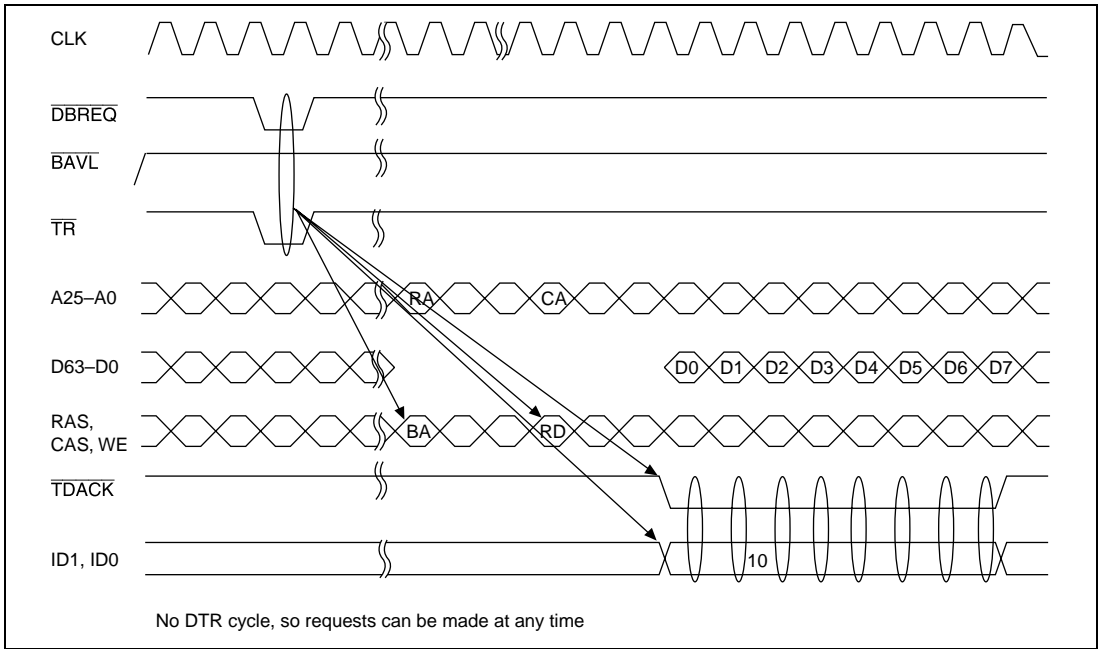 CLK
DBREQ
BAVL
TR
A25–A0 RA CA
D63–D0 D0 D1 D2 D3 D4 D5 D6 D7
RAS,
CAS, WE BA RD
TDACK
ID1, ID0 10
No DTR cycle, so requests can be made at any time